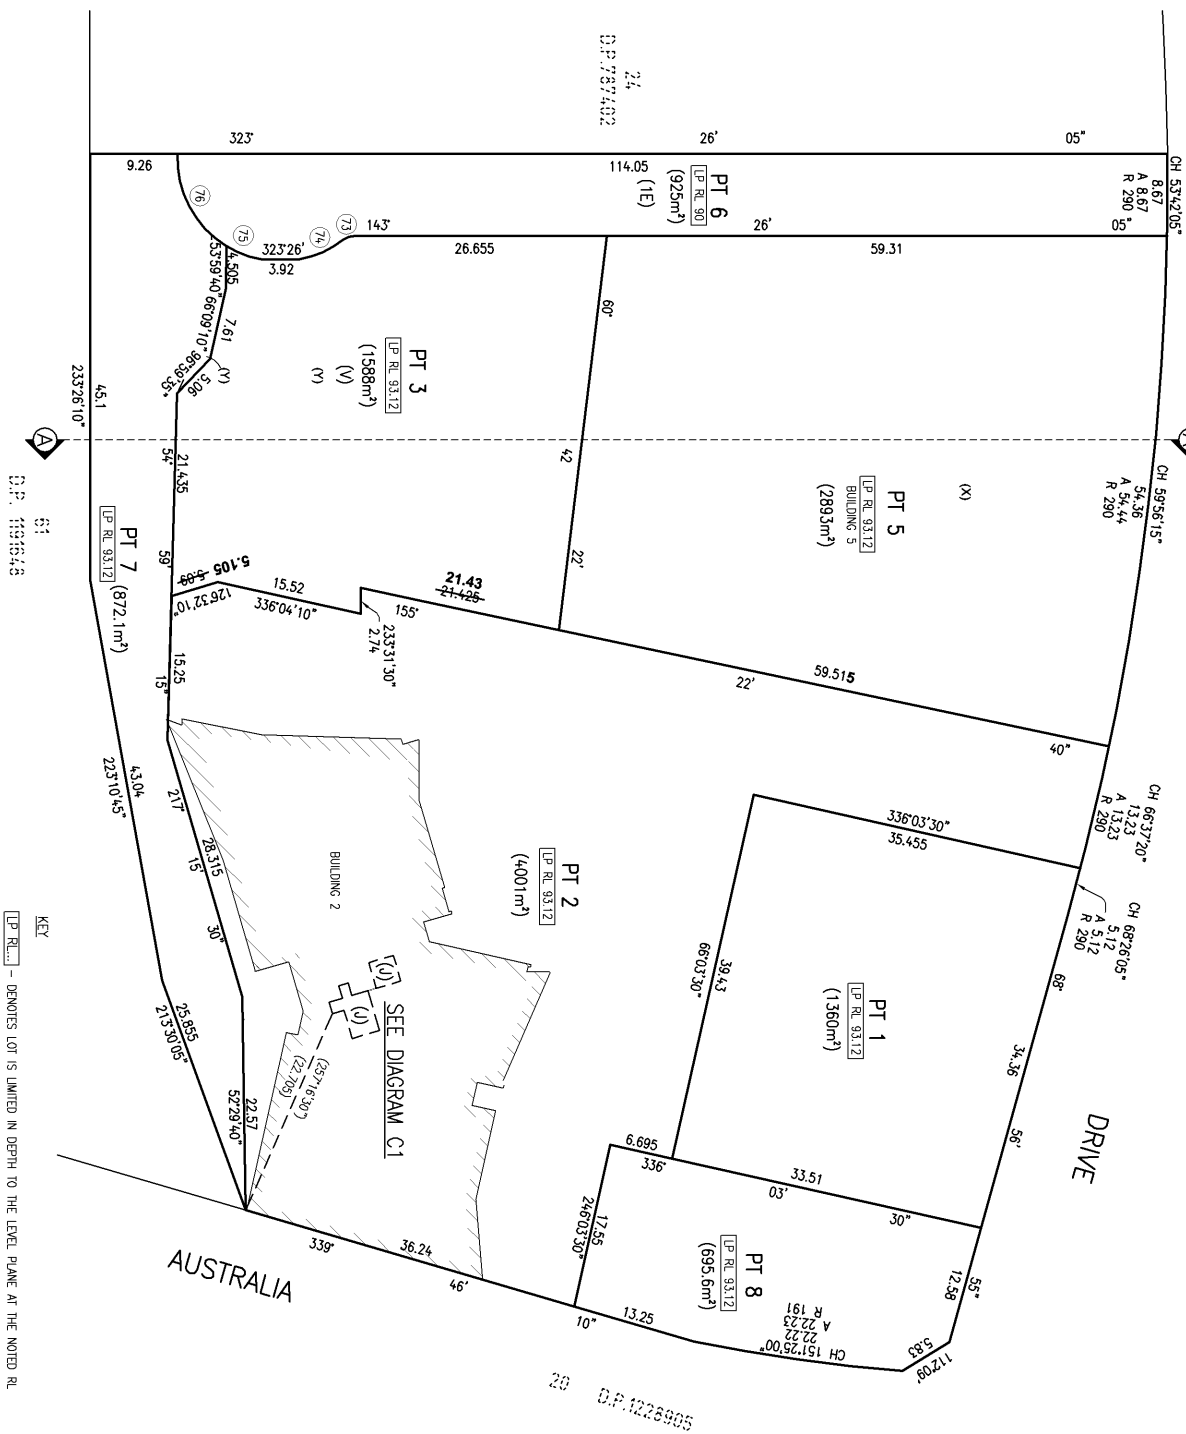 24
D.P.787402
323°
26'
05"
CH 53°42'05"
8.67
A 8.67
R 290
9.26
114.05
PT 6
LP RL 90
(925m²)
(1E)
76
75
74
73
143°
26'
05"
323°26'
3.92
26.655
59.31
4.505
53°59'40"
7.61
66°09'10"
5.06
96°59'35"
(Y)
PT 3
LP RL 93.12
(1588m²)
(V)
(Y)
60°
42
22'
PT 5
LP RL 93.12
BUILDING 5
(2893m²)
(X)
CH 59°56'15"
54.36
A 54.44
R 290
45.1
233°26'10"
A
A
61
D.P. 1191648
54°
21.435
59'
15.25
15"
PT 7
LP RL 93.12
(872.1m²)
5.105
5.09
126°32'10"
15.52
336°04'10"
233°31'30"
2.74
21.43
21.425
155°
22'
40"
59.515
CH 66°37'20"
13.23
A 13.23
R 290
CH 68°26'05"
5.12
A 5.12
R 290
336°03'30"
35.455
43.04
223°10'45"
217°
28.315
15'
30"
BUILDING 2
PT 2
LP RL 93.12
(4001m²)
39.43
66°03'30"
PT 1
LP RL 93.12
(1360m²)
68°
34.36
56'
55"
12.58
DRIVE
(J)
(J)
SEE DIAGRAM C1
(257°16'30")
(22.705)
25.855
213°30'05"
22.57
52°29'40"
6.695
336°
33.51
03'
30"
17.55
246°03'30"
PT 8
LP RL 93.12
(695.6m²)
339°
36.24
46'
10"
13.25
CH 151°25'00"
22.22
A 22.23
R 191
5.83
112°09'
AUSTRALIA
20 D.P.1228905
KEY
LP RL... - DENOTES LOT IS LIMITED IN DEPTH TO THE LEVEL PLANE AT THE NOTED RL